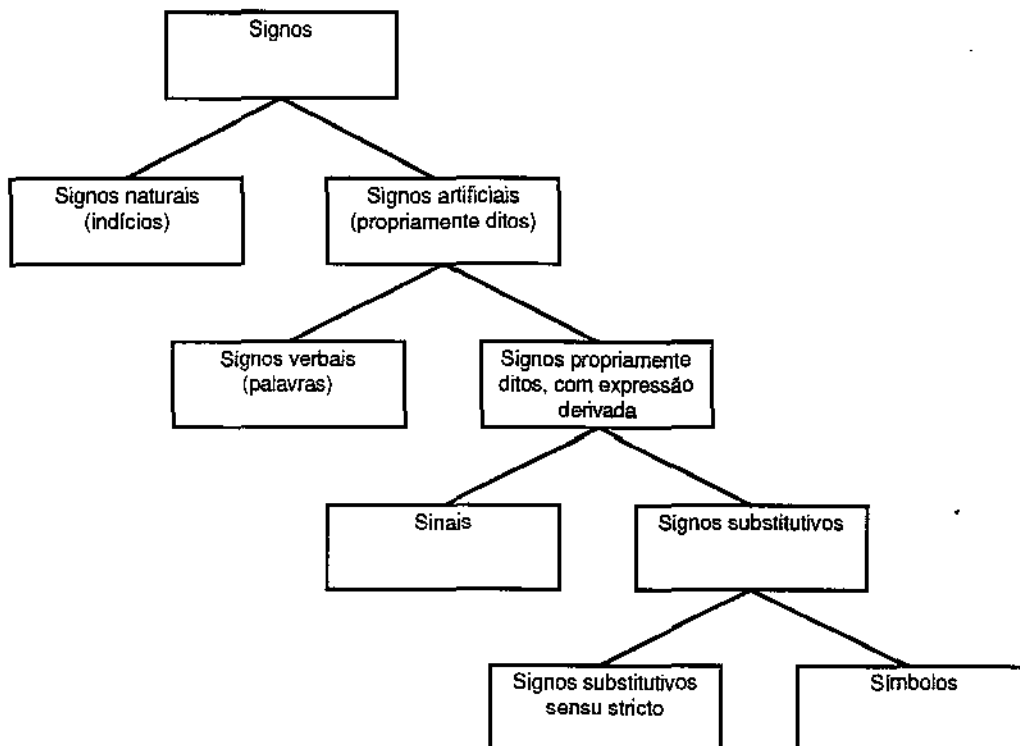 Signos
Signos naturais
(indícios)
Signos artificiais
(propriamente ditos)
Signos verbais
(palavras)
Signos propriamente
ditos, com expressão
derivada
Sinais
Signos substitutivos
Signos substitutivos
sensu stricto
Símbolos